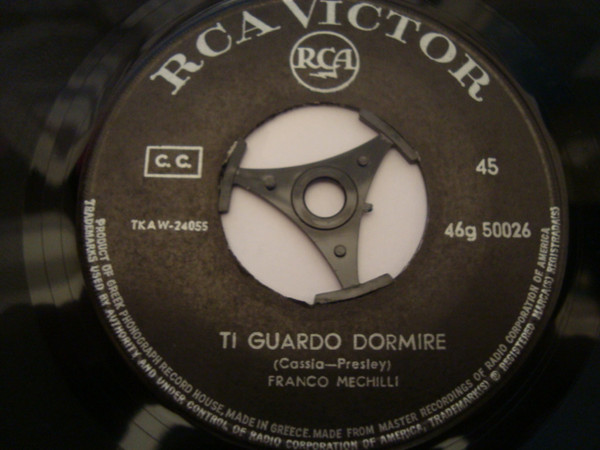 RCA VICTOR
RCA
C. C.
45
TKAW-24055
46g 50026
TI GUARDO DORMIRE
(Cassia—Presley)
FRANCO MECHILLI
PRODUCT OF GREEK PHONOGRAPH RECORD HOUSE, MADE IN GREECE. MADE FROM MASTER RECORDINGS OF RADIO CORPORATION OF AMERICA
TRADEMARKS USED BY AUTHORITY AND UNDER CONTROL OF RADIO CORPORATION OF AMERICA, TRADEMARK(S) ® REGISTERED MARCA(S) REGISTRADA(S)